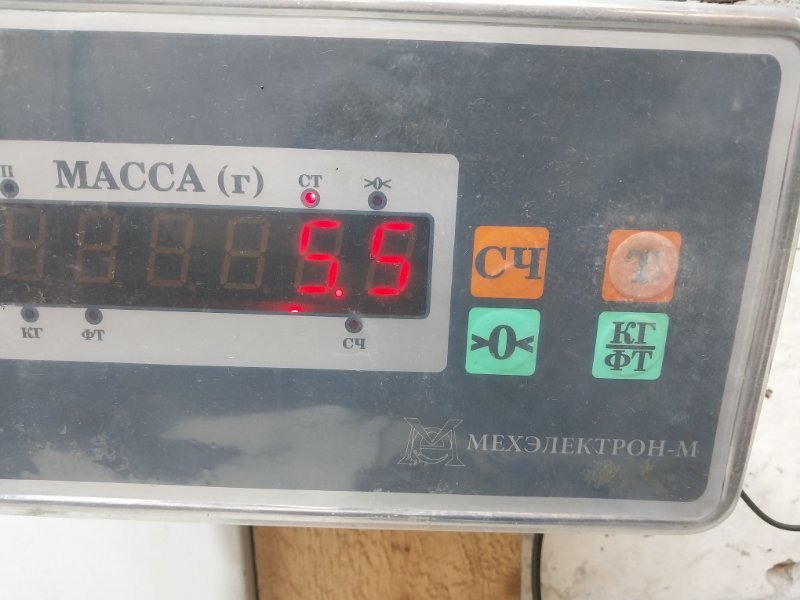 П
МАССА (г)
СТ
>0<
5.5
КГ
ФТ
СЧ
СЧ
Т
>0<
КГ
ФТ
МЕХЭЛЕКТРОН-М